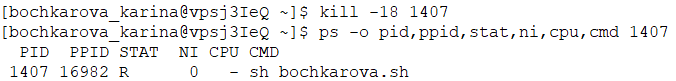 [bochkarova_karina@vpsj3IeQ ~]$ kill -18 1407
[bochkarova_karina@vpsj3IeQ ~]$ ps -o pid,ppid,stat,ni,cpu,cmd 1407
PID PPID STAT NI CPU CMD
1407 16982 R 0 - sh bochkarova.sh